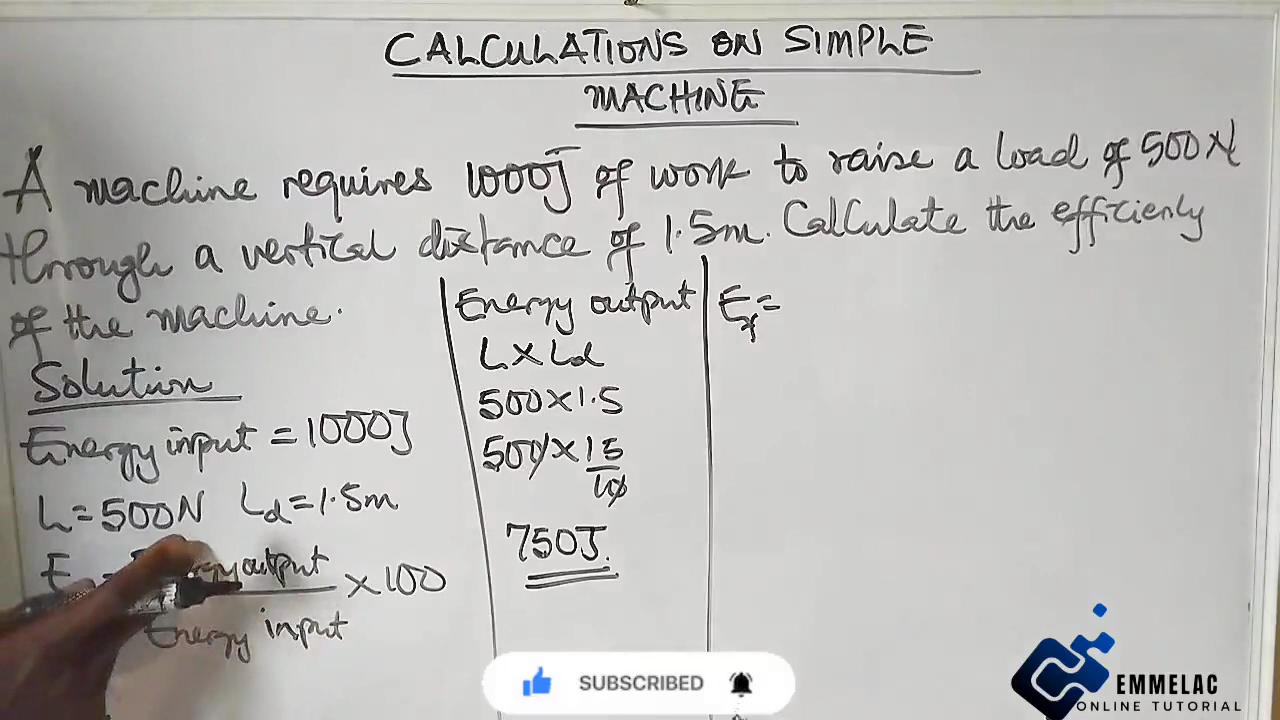 CALCULATIONS ON SIMPLE
MACHINE
A machine requires 1000J of work to raise a load of 500N
through a vertical distance of 1.5m. Calculate the efficienly
of the machine.
Solution
Energy input = 1000J
L = 500N Ld = 1.5m
output × 100
Energy input
Energy output
L × Ld
500 × 1.5
500 × 15
10
750J.
Ef =
SUBSCRIBED
EMMELAC
ONLINE TUTORIAL